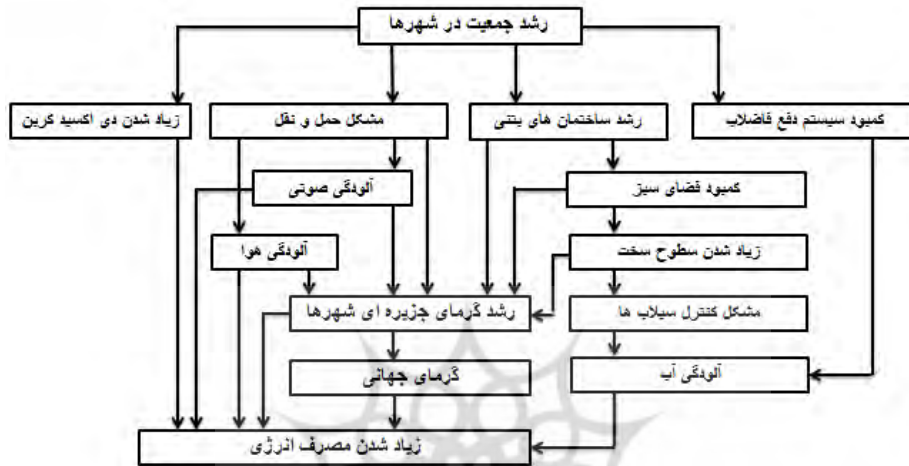 رشد جمعیت در شهرها
کمبود سیستم دفع فاضلاب
رشد ساختمان های بتنی
مشکل حمل و نقل
زیاد شدن دی اکسید کربن
کمبود فضای سبز
آلودگی صوتی
زیاد شدن سطوح سخت
آلودگی هوا
مشکل کنترل سیلاب ها
رشد گرمای جزیره ای شهرها
آلودگی آب
گرمای جهانی
زیاد شدن مصرف انرژی